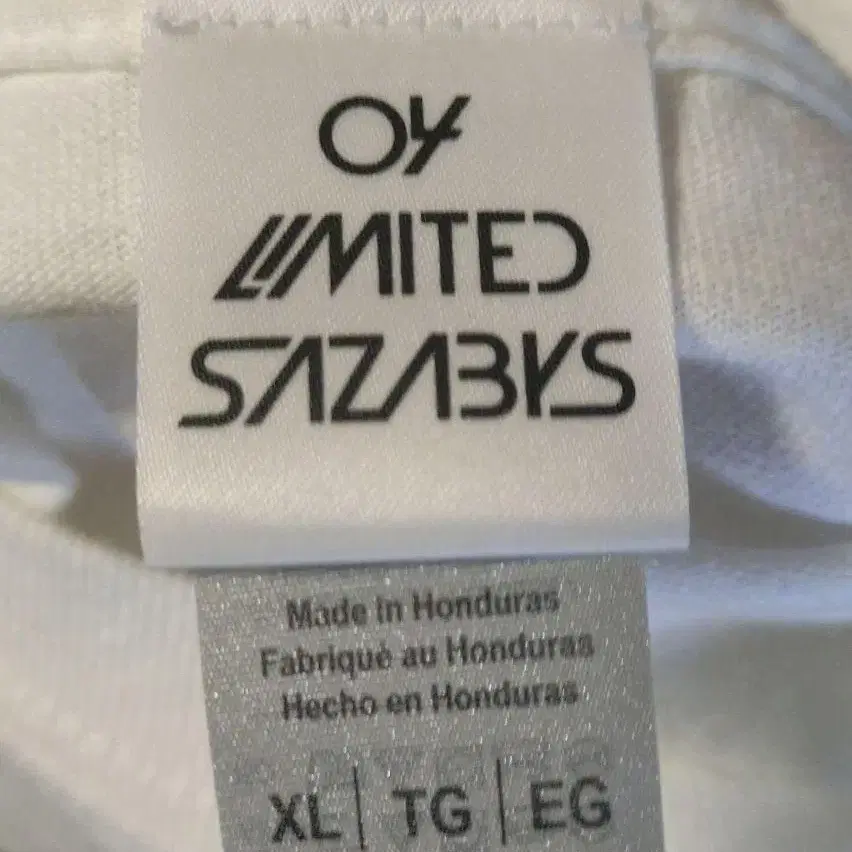 04
LIMITED
SAZABYS
Made in Honduras
Fabriqué au Honduras
Hecho en Honduras
XL | TG | EG